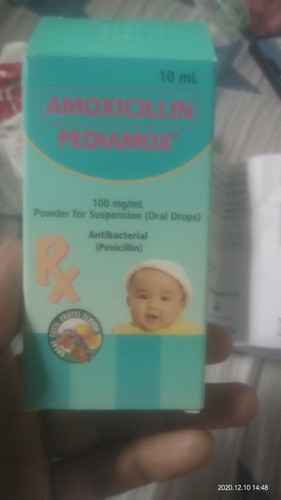 10 mL
AMOXICILLIN
PEDIAMOX®
100 mg/mL
Powder for Suspension (Oral Drops)
Antibacterial
(Penicillin)
Rx
2020.12.10 14:48